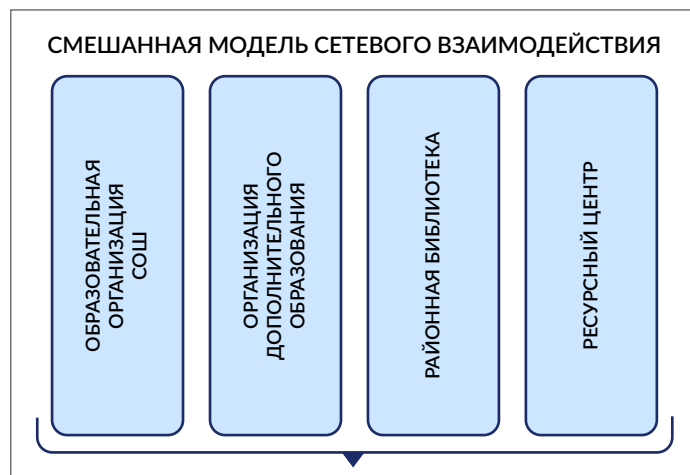 СМЕШАННАЯ МОДЕЛЬ СЕТЕВОГО ВЗАИМОДЕЙСТВИЯ
ОБРАЗОВАТЕЛЬНАЯ
ОРГАНИЗАЦИЯ
СОШ
ОРГАНИЗАЦИЯ
ДОПОЛНИТЕЛЬНОГО
ОБРАЗОВАНИЯ
РАЙОННАЯ БИБЛИОТЕКА
РЕСУРСНЫЙ ЦЕНТР